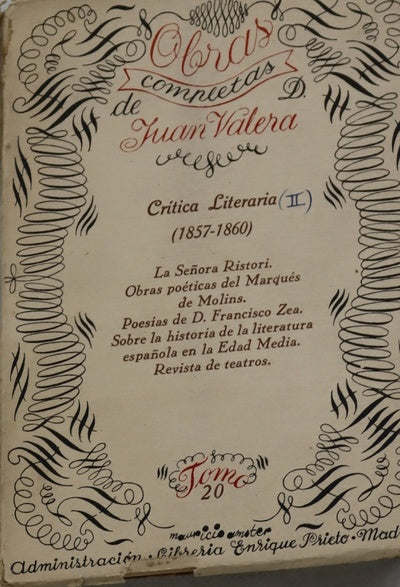 Obras
completas
de D.
Juan Valera
Crítica Literaria (II)
(1857-1860)
La Señora Ristori.
Obras poéticas del Marqués
de Molins.
Poesías de D. Francisco Zea.
Sobre la historia de la literatura
española en la Edad Media.
Revista de teatros.
Tomo
20
mauricio amster
Administración · Librería Enrique Prieto · Mad